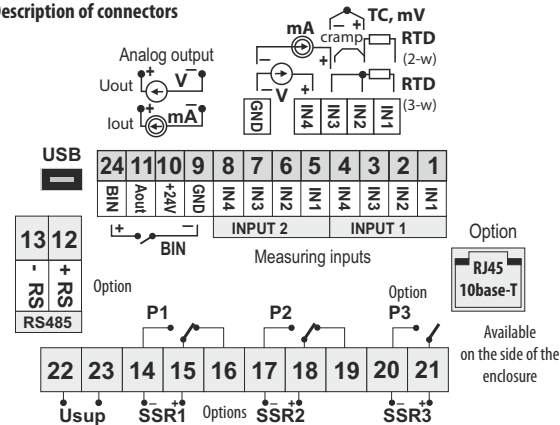 Description of connectors
mA
TC, mV
- +
cramp
RTD
(2-w)
Analog output
Uout + V -
Iout + mA -
- +
V
- +
RTD
(3-w)
GND IN4 IN3 IN2 IN1
USB
24 11 10 9 8 7 6 5 4 3 2 1
BIN Aout +24V GND IN4 IN3 IN2 IN1 IN4 IN3 IN2 IN1
INPUT 2 INPUT 1
+ -
BIN
Measuring inputs
13 12
- RS + RS
RS485
Option
Option
RJ45
10base-T
Available
on the side of the
enclosure
P1 P2 Option
P3
22 23 14 15 16 17 18 19 20 21
Usup - + SSR1 Options - + SSR2 - + SSR3